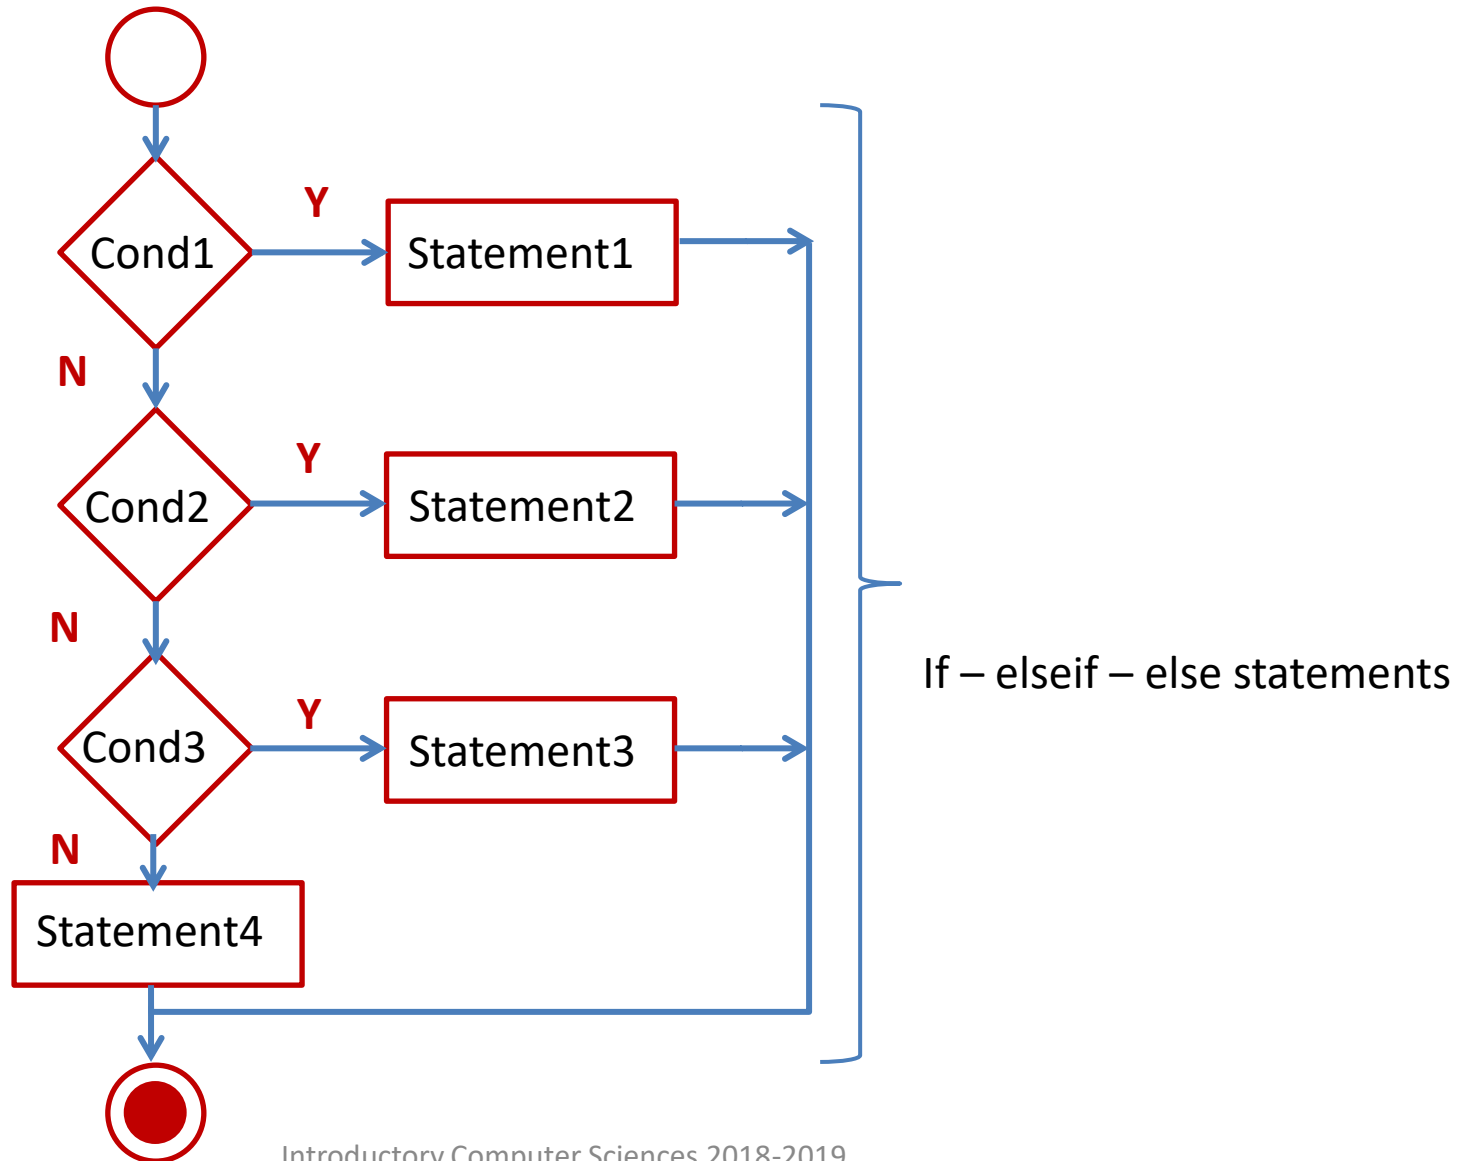 Y
Cond1
Statement1
N
Y
Cond2
Statement2
N
If – elseif – else statements
Y
Cond3
Statement3
N
Statement4
Introductory Computer Sciences 2018-2019